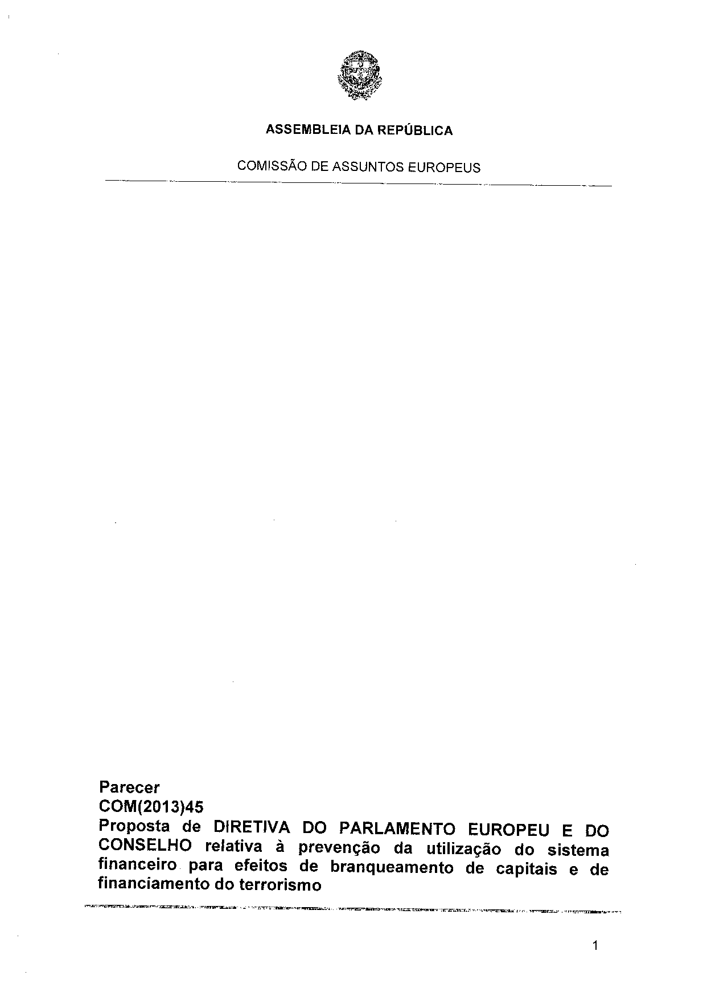 ASSEMBLEIA DA REPÚBLICA
COMISSÃO DE ASSUNTOS EUROPEUS
Parecer
COM(2013)45
Proposta de DIRETIVA DO PARLAMENTO EUROPEU E DO
CONSELHO relativa à prevenção da utilização do sistema
financeiro para efeitos de branqueamento de capitais e de
financiamento do terrorismo
1